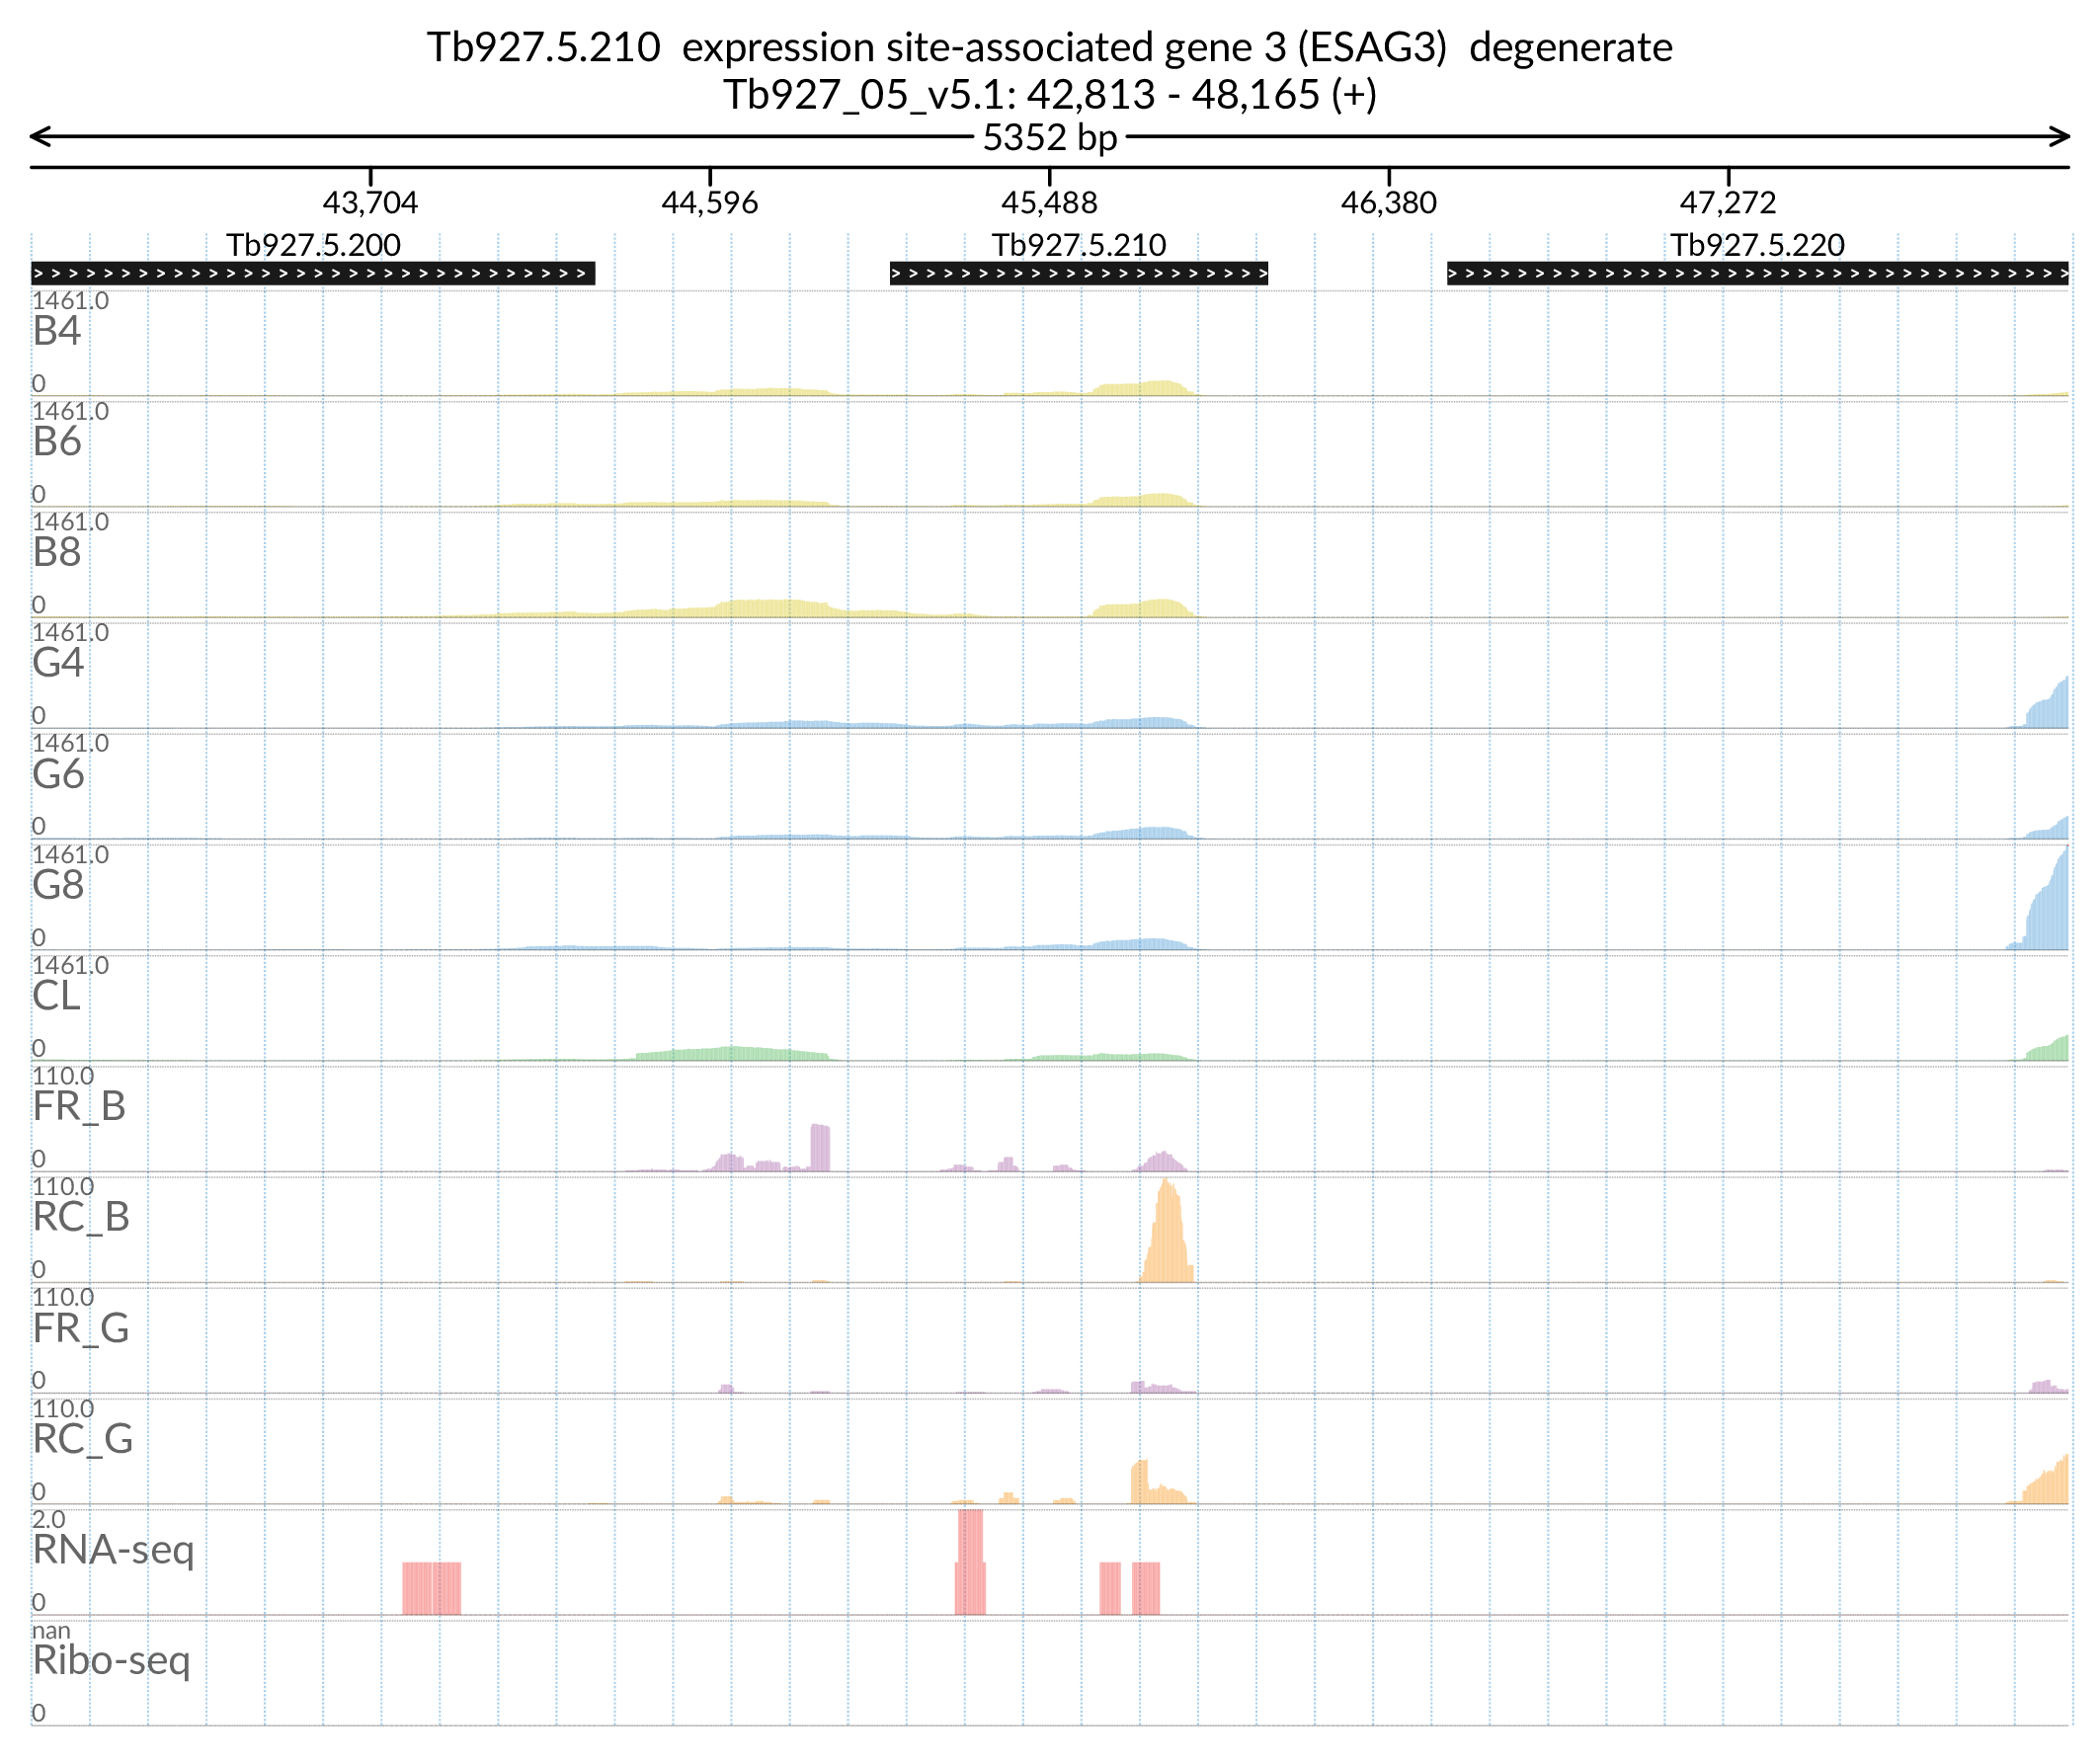 Tb927.5.210  expression site-associated gene 3 (ESAG3)  degenerate
Tb927_05_v5.1: 42,813 - 48,165 (+)
5352 bp
43,704 44,596 45,488 46,380 47,272
Tb927.5.200 Tb927.5.210 Tb927.5.220
1461.0
B4
0
1461.0
B6
0
1461.0
B8
0
1461.0
G4
0
1461.0
G6
0
1461.0
G8
0
1461.0
CL
0
110.0
FR_B
0
110.0
RC_B
0
110.0
FR_G
0
110.0
RC_G
0
2.0
RNA-seq
0
nan
Ribo-seq
0